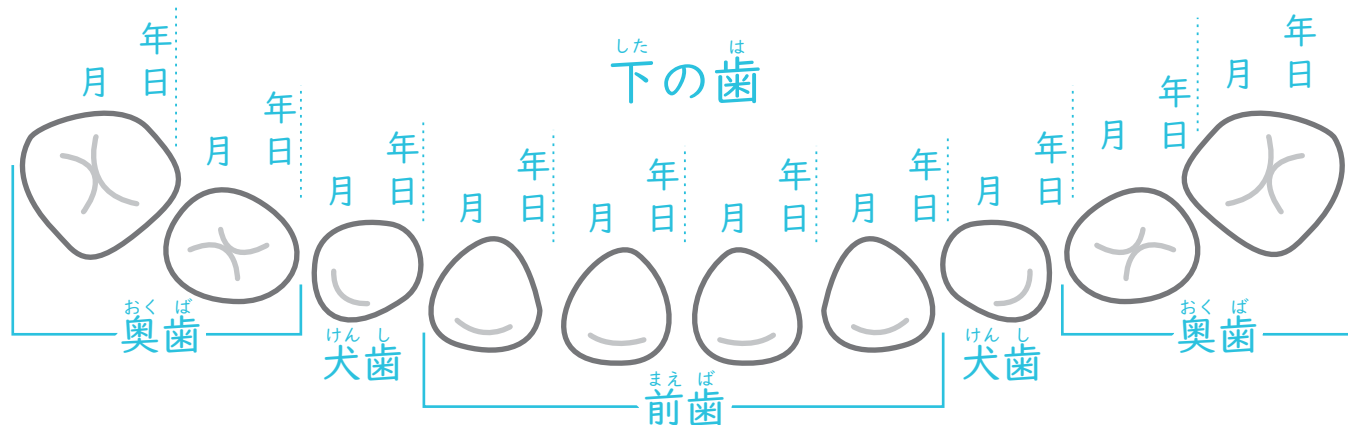 した は
下の歯
年
月 日
年
月 日
年
月 日
年
月 日
年
月 日
年
月 日
年
月 日
年
月 日
年
月 日
年
月 日
おく ば
奥歯
けん し
犬歯
まえ ば
前歯
けん し
犬歯
おく ば
奥歯